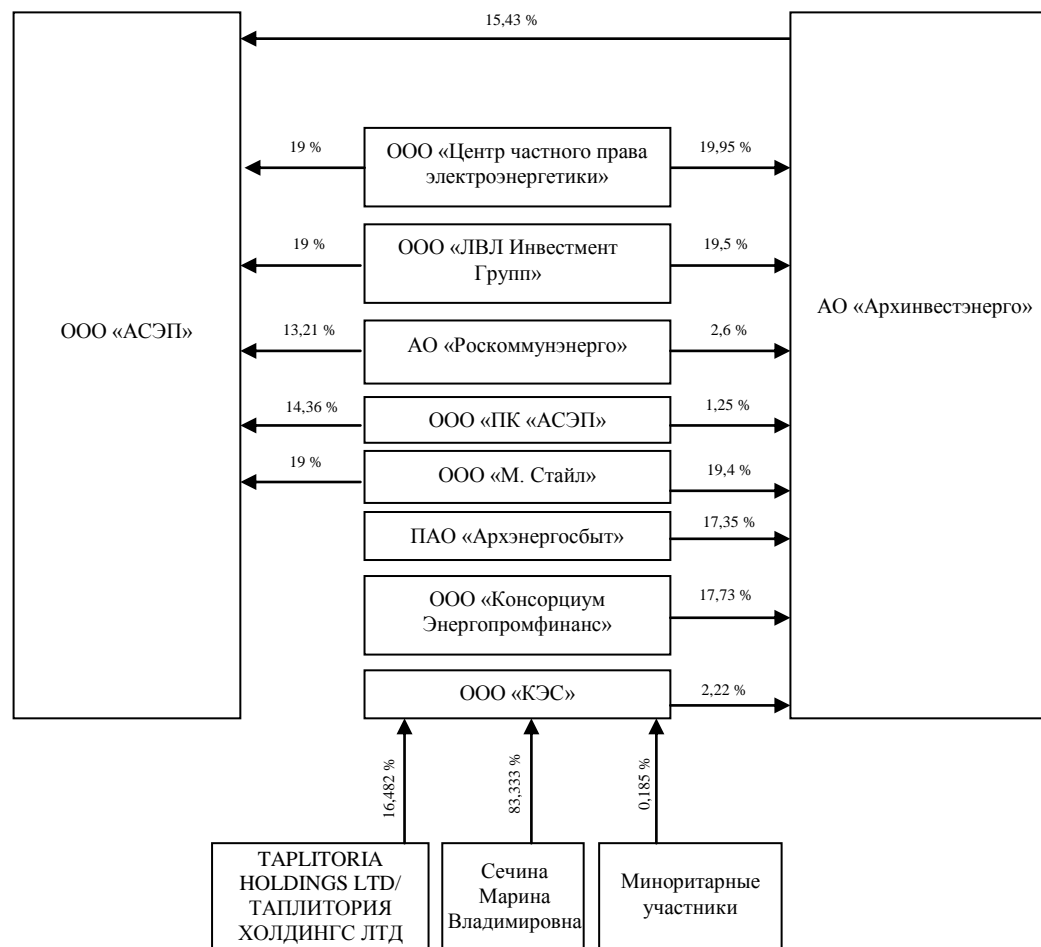 15,43 %
19 %
ООО «Центр частного права
электроэнергетики»
19,95 %
19 %
ООО «ЛВЛ Инвестмент
Групп»
19,5 %
ООО «АСЭП»
АО «Архинвестэнерго»
13,21 %
АО «Роскоммунэнерго»
2,6 %
14,36 %
ООО «ПК «АСЭП»
1,25 %
19 %
ООО «М. Стайл»
19,4 %
ПАО «Архэнергосбыт»
17,35 %
ООО «Консорциум
Энергопромфинанс»
17,73 %
ООО «КЭС»
2,22 %
16,482 %
83,333 %
0,185 %
TAPLITORIA
HOLDINGS LTD/
ТАПЛИТОРИЯ
ХОЛДИНГС ЛТД
Сечина
Марина
Владимировна
Миноритарные
участники